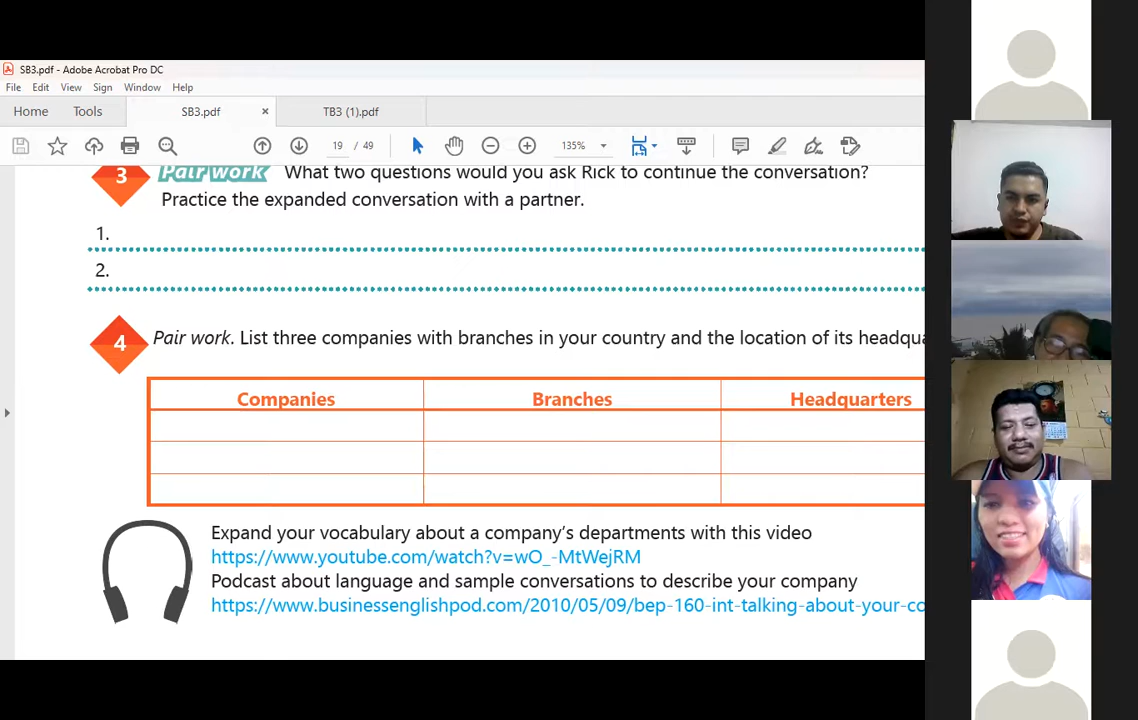 SB3.pdf - Adobe Acrobat Pro DC
File Edit View Sign Window Help
Home Tools SB3.pdf × TB3 (1).pdf
19 / 49 135%
3 Pair work What two questions would you ask Rick to continue the conversation?
Practice the expanded conversation with a partner.
1.
2.
4 Pair work. List three companies with branches in your country and the location of its headqua
Companies Branches Headquarters
Expand your vocabulary about a company's departments with this video
https://www.youtube.com/watch?v=wO_-MtWejRM
Podcast about language and sample conversations to describe your company
https://www.businessenglishpod.com/2010/05/09/bep-160-int-talking-about-your-co